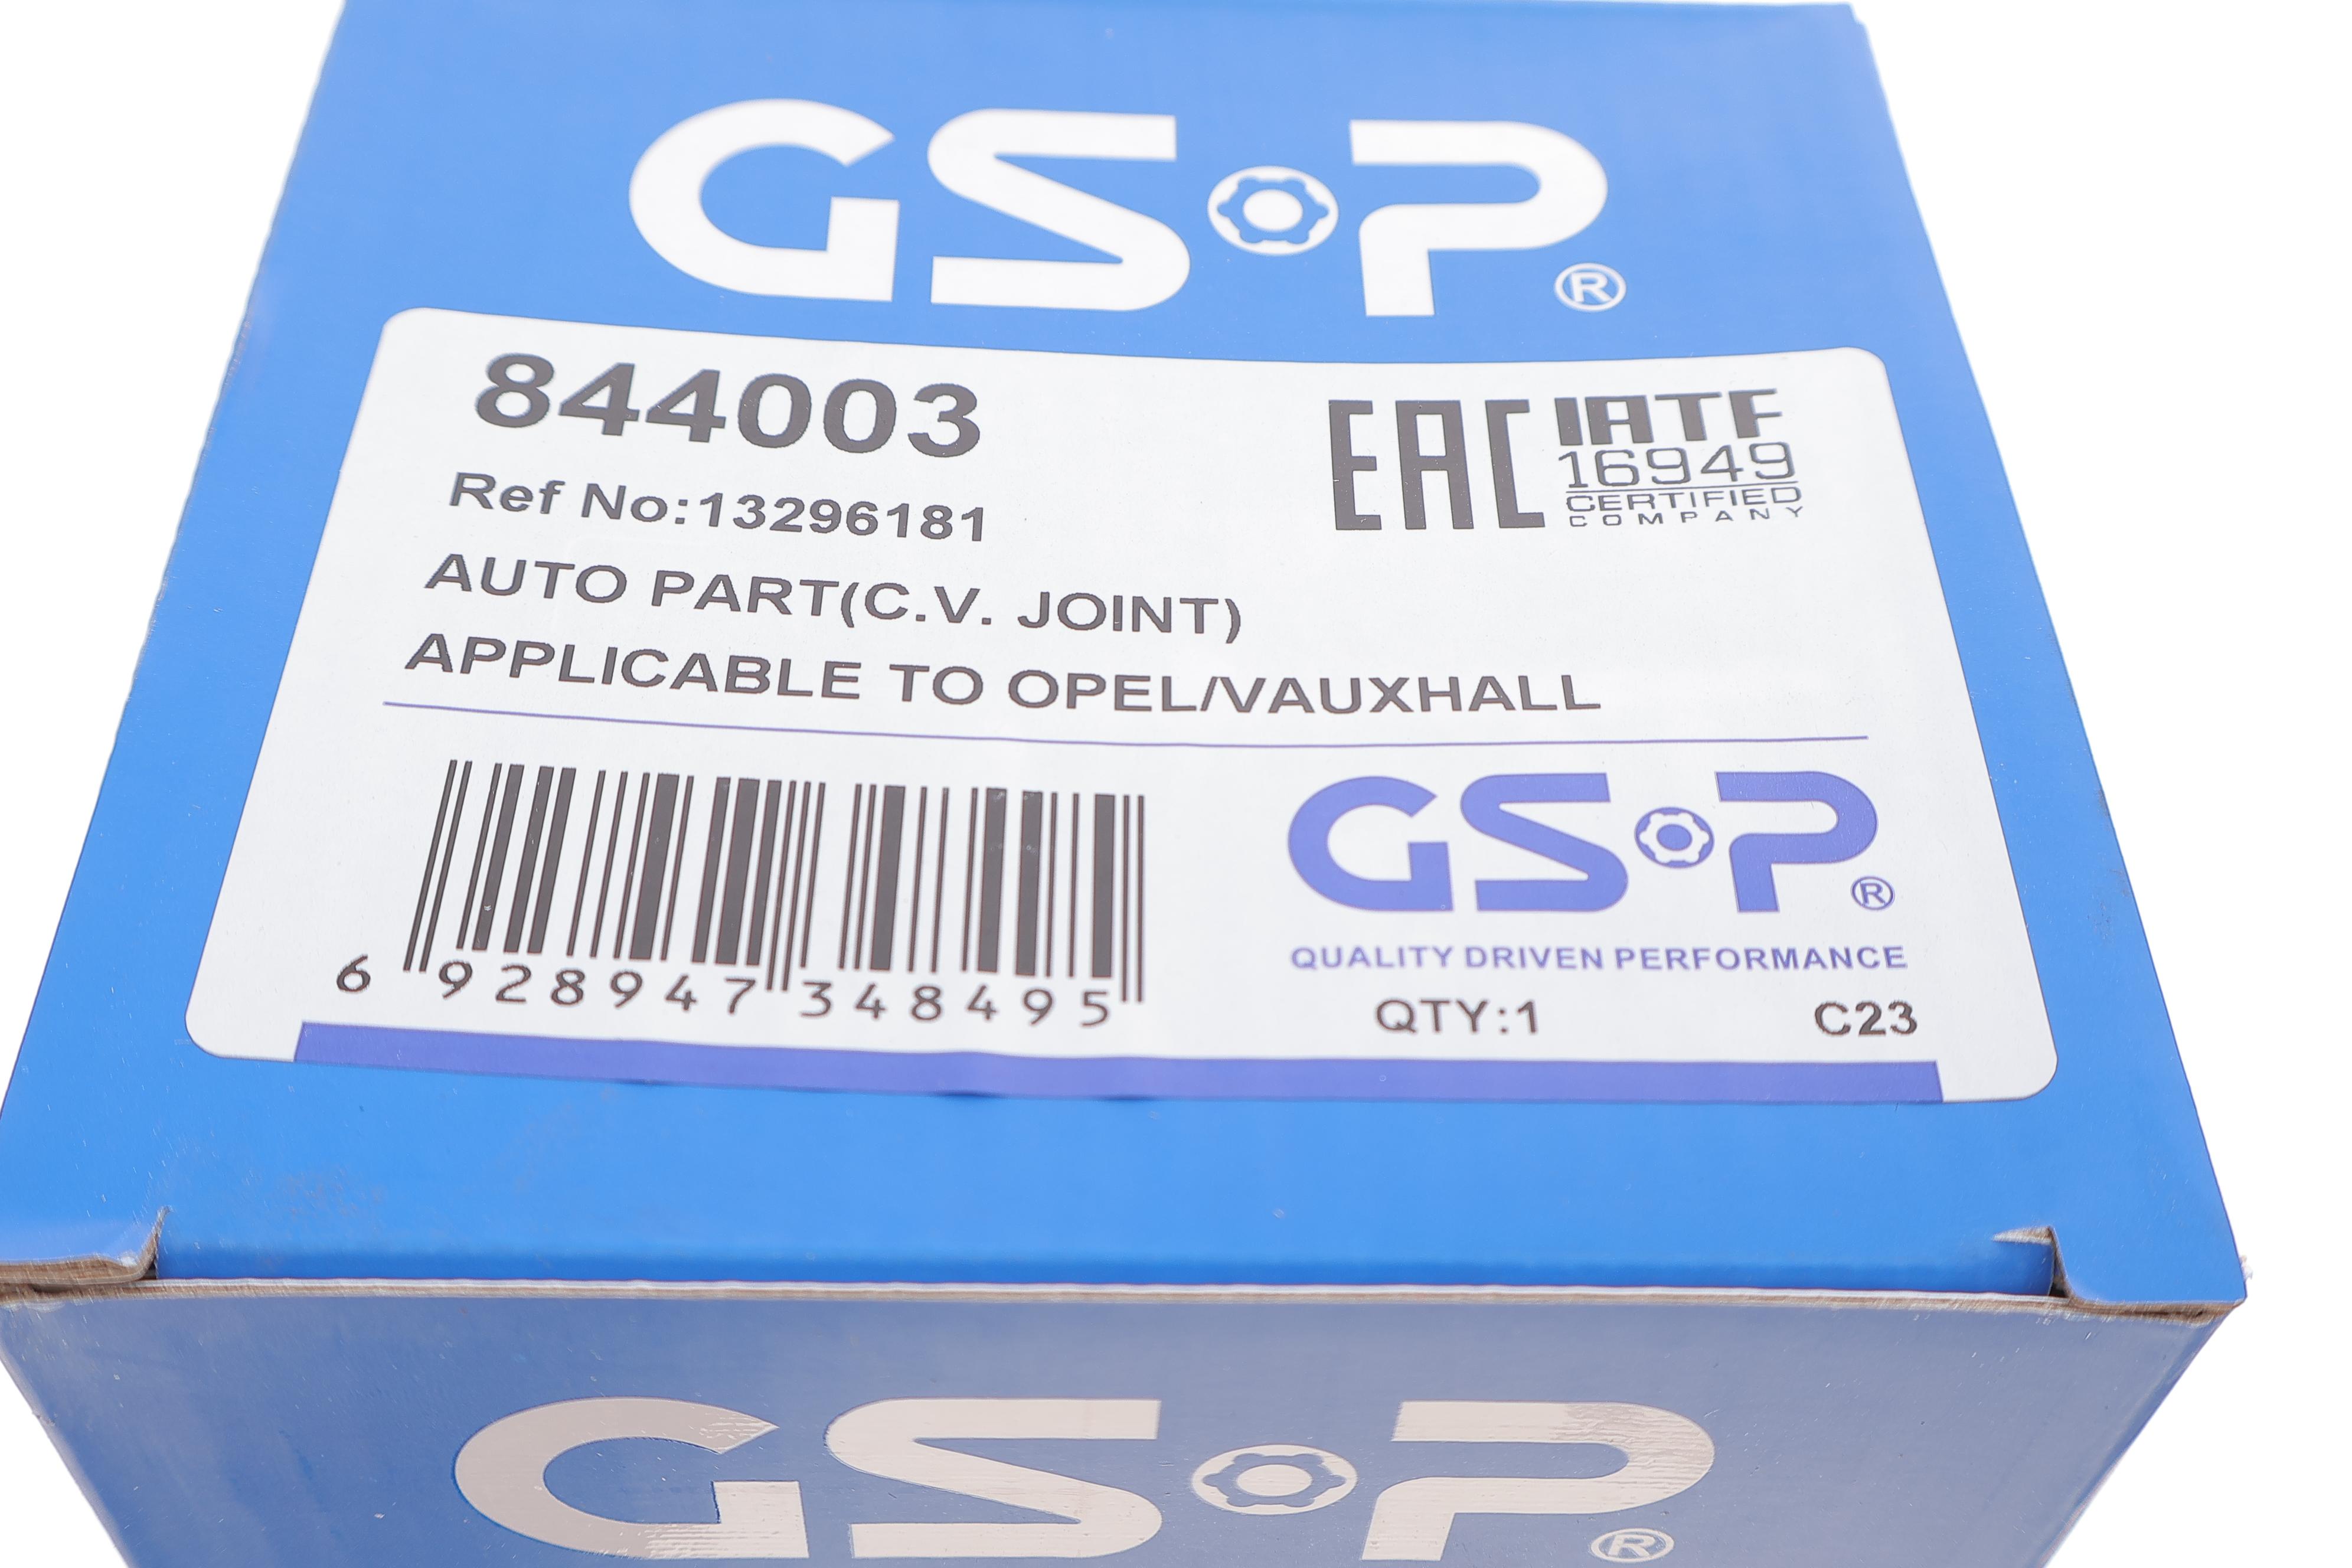 GSP®
844003
Ref No:13296181
AUTO PART(C.V. JOINT)
APPLICABLE TO OPEL/VAUXHALL
EAC
IATF
16949
CERTIFIED
COMPANY
6 928947 348495
GSP®
QUALITY DRIVEN PERFORMANCE
QTY:1 C23
GSP®